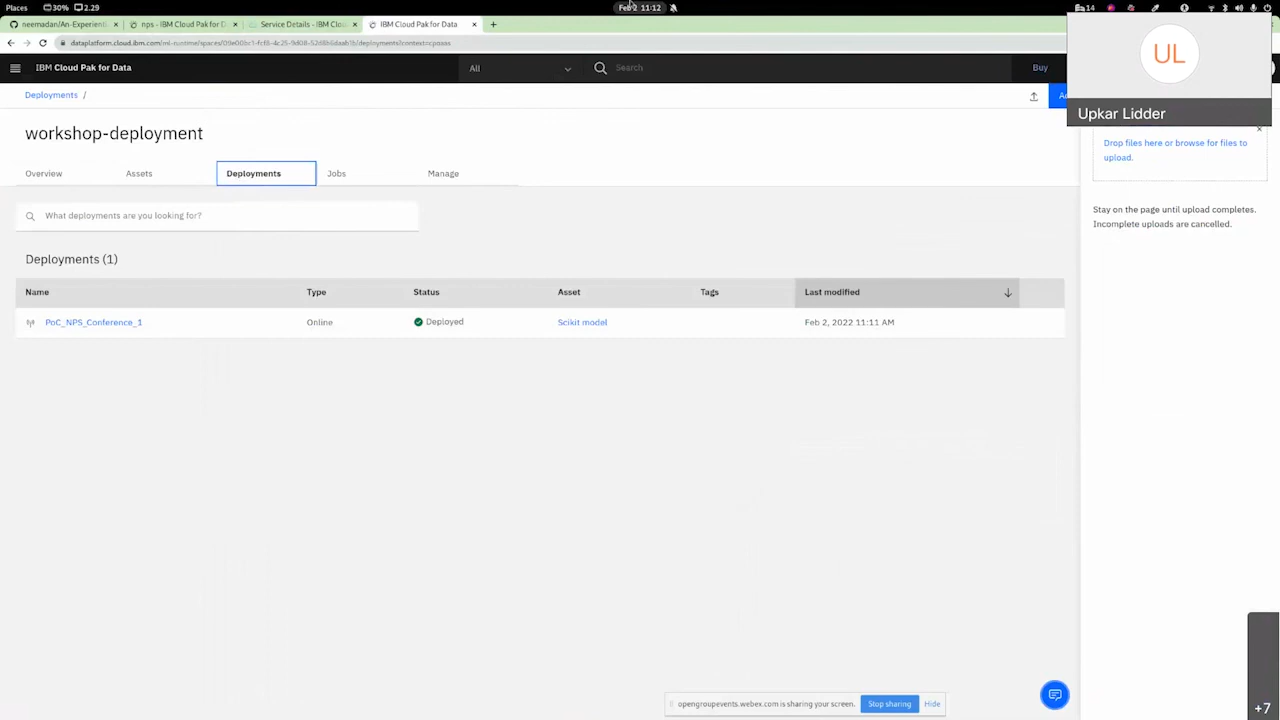 Places 30% 2.29 Feb 2 11:12 14
neemadan/An-Experienti × nps - IBM Cloud Pak for D × Service Details - IBM Clou × IBM Cloud Pak for Data × +
IBM Cloud Pak for Data All Search Buy
UL
Upkar Lidder
Deployments /
workshop-deployment
Overview Assets Deployments Jobs Manage
What deployments are you looking for?
Deployments (1)
Name Type Status Asset Tags Last modified
PoC_NPS_Conference_1 Online Deployed Scikit model Feb 2, 2022 11:11 AM
Drop files here or browse for files to
upload.
Stay on the page until upload completes.
Incomplete uploads are cancelled.
opengroupevents.webex.com is sharing your screen. Stop sharing Hide
+7